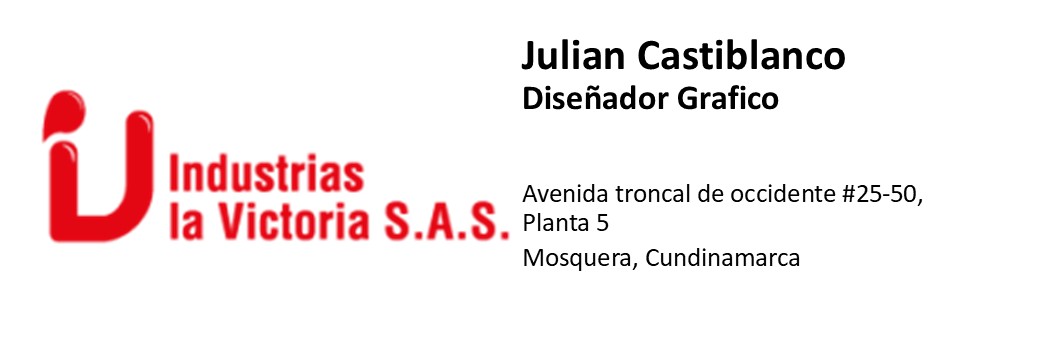 Julian Castiblanco
Diseñador Grafico
Industrias
la Victoria S.A.S.
Avenida troncal de occidente #25-50,
Planta 5
Mosquera, Cundinamarca